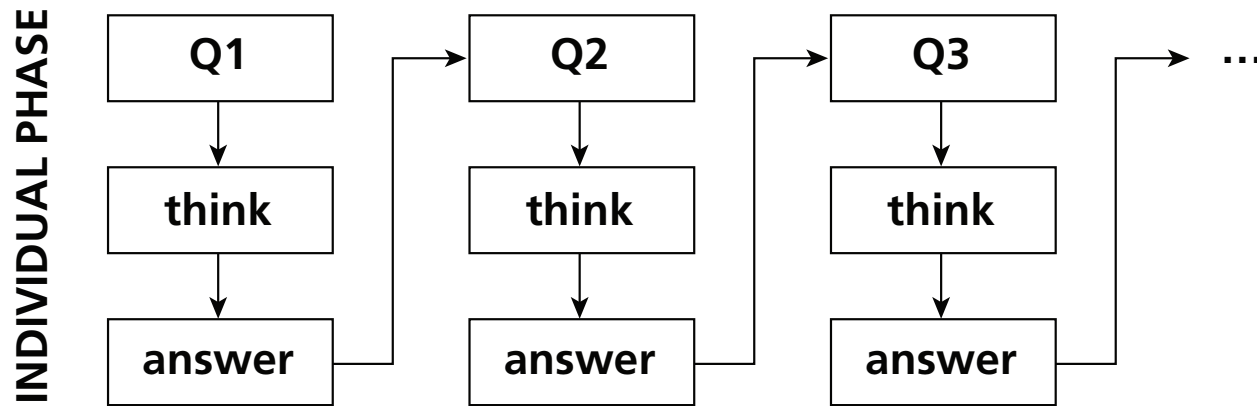 INDIVIDUAL PHASE
Q1
think
answer
Q2
think
answer
Q3
think
answer
...